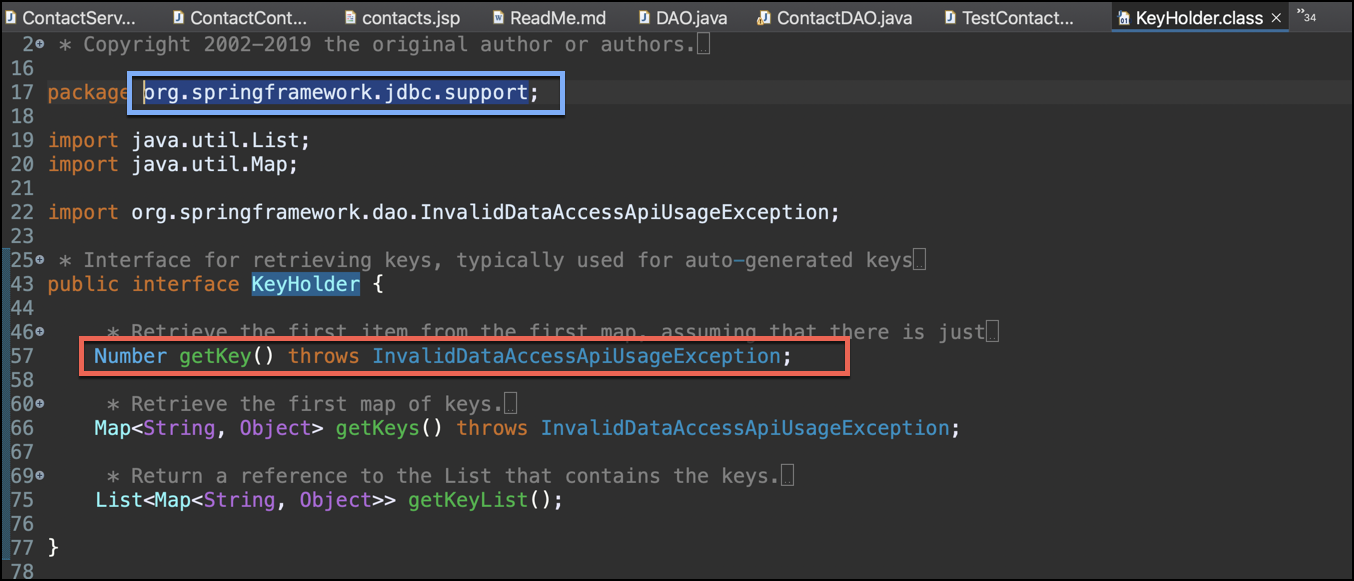 ContactServ... ContactCont... contacts.jsp ReadMe.md DAO.java ContactDAO.java TestContact... KeyHolder.class »34
2 * Copyright 2002-2019 the original author or authors.
16
17 package org.springframework.jdbc.support;
18
19 import java.util.List;
20 import java.util.Map;
21
22 import org.springframework.dao.InvalidDataAccessApiUsageException;
23
25 * Interface for retrieving keys, typically used for auto-generated keys
43 public interface KeyHolder {
44
46 * Retrieve the first item from the first map, assuming that there is just
57 Number getKey() throws InvalidDataAccessApiUsageException;
58
60 * Retrieve the first map of keys.
66 Map<String, Object> getKeys() throws InvalidDataAccessApiUsageException;
67
69 * Return a reference to the List that contains the keys.
75 List<Map<String, Object>> getKeyList();
76
77 }
78